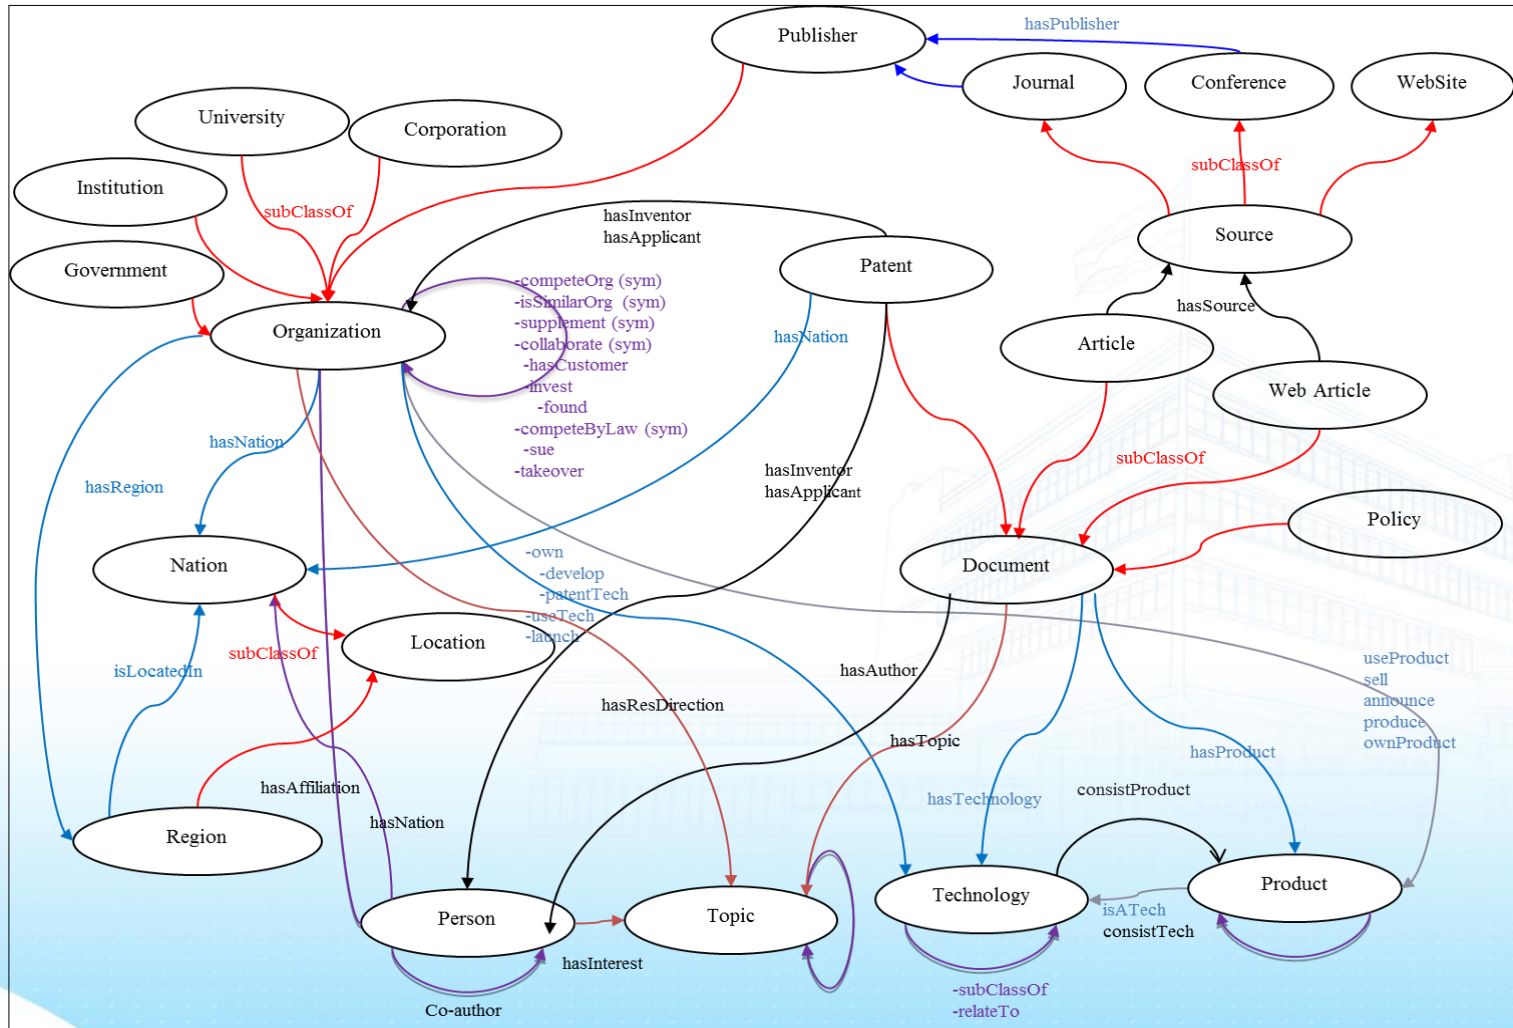 hasPublisher
Publisher
Journal
Conference
WebSite
University
Corporation
Institution
subClassOf
subClassOf
hasInventor
hasApplicant
Government
Patent
Source
-competeOrg (sym)
-isSimilarOrg (sym)
-supplement (sym)
-collaborate (sym)
-hasCustomer
-invest
-found
-competeByLaw (sym)
-sue
-takeover
hasSource
Organization
hasNation
Article
Web Article
hasNation
hasRegion
subClassOf
hasInventor
hasApplicant
Policy
Nation
Document
-own
-develop
-patentTech
-useTech
-launch
Location
subClassOf
isLocatedIn
hasAuthor
useProduct
sell
announce
produce
ownProduct
hasResDirection
hasTopic
hasProduct
hasAffiliation
hasTechnology
consistProduct
hasNation
Region
Person
Topic
Technology
Product
isATech
consistTech
hasInterest
Co-author
-subClassOf
-relateTo